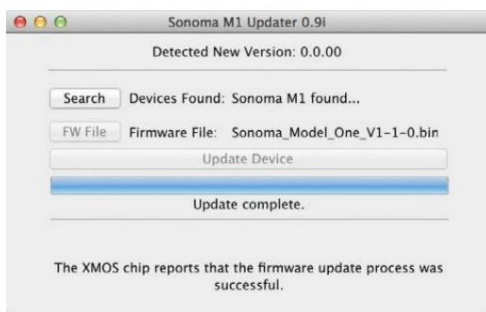 Sonoma M1 Updater 0.9i
Detected New Version: 0.0.00
Search Devices Found: Sonoma M1 found...
FW File Firmware File: Sonoma_Model_One_V1-1-0.bin
Update Device
Update complete.
The XMOS chip reports that the firmware update process was
successful.